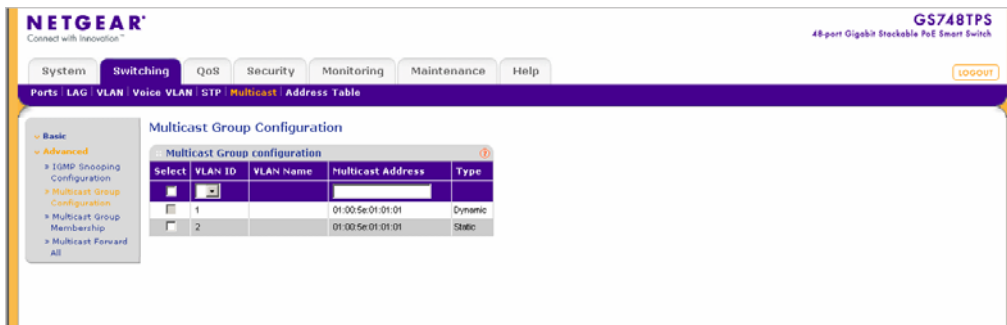 NETGEAR®
Connect with Innovation™
GS748TPS
48-port Gigabit Stackable PoE Smart Switch
System Switching QoS Security Monitoring Maintenance Help
LOGOUT
Ports LAG VLAN Voice VLAN STP Multicast Address Table
Basic
Advanced
» IGMP Snooping
Configuration
» Multicast Group
Configuration
» Multicast Group
Membership
» Multicast Forward
All
Multicast Group Configuration
Multicast Group configuration ?
Select VLAN ID VLAN Name Multicast Address Type
1 01:00:5e:01:01:01 Dynamic
2 01:00:5e:01:01:01 Static